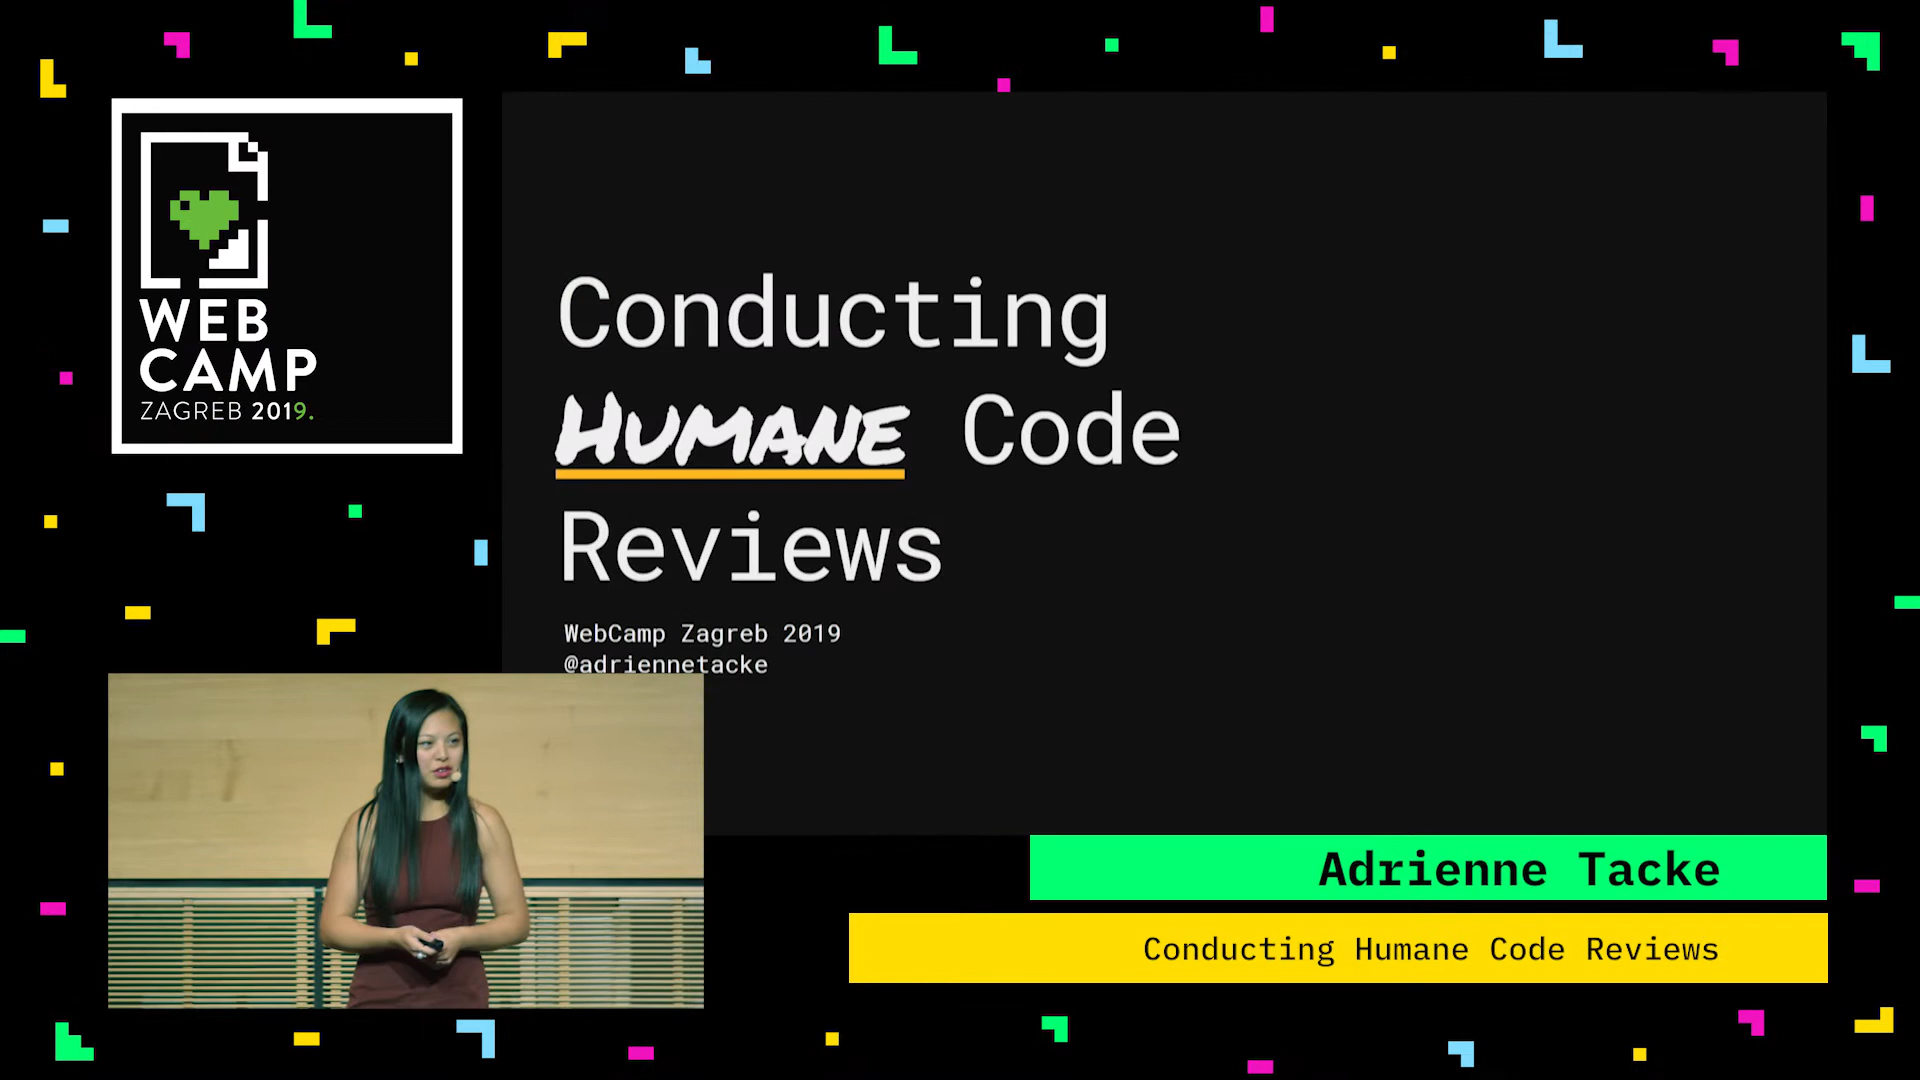 WEB
CAMP
ZAGREB 2019.
Conducting
HUMANE Code
Reviews
WebCamp Zagreb 2019
@adriennetacke
Adrienne Tacke
Conducting Humane Code Reviews